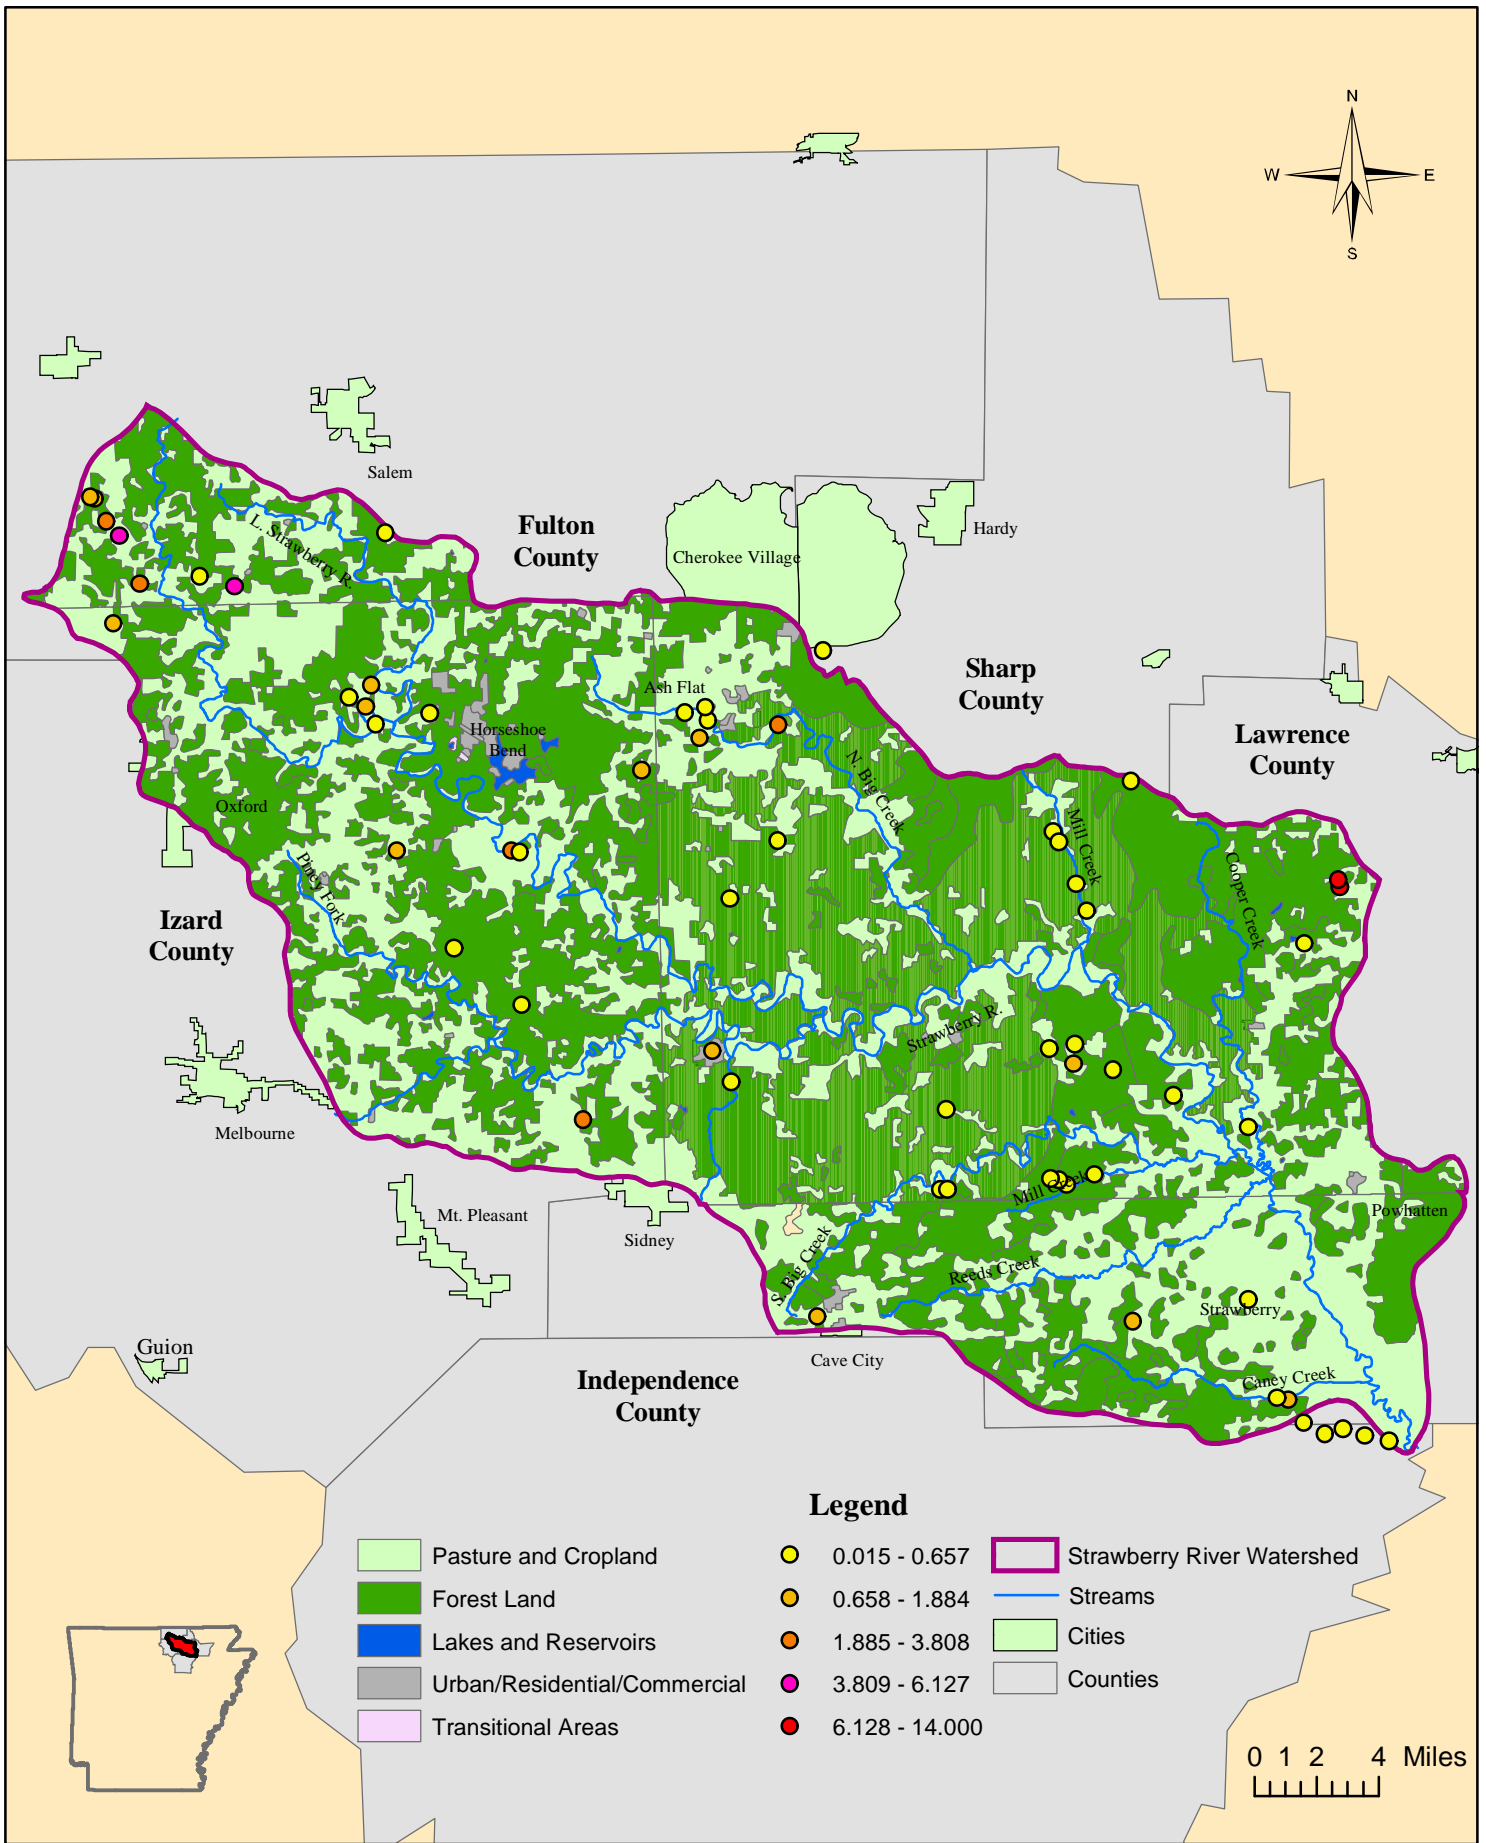 N
W
E
S
Salem
Fulton
County
Cherokee Village
Hardy
L. Strawberry R.
Sharp
County
Ash Flat
Horseshoe
Bend
Lawrence
County
N. Big Creek
Mill Creek
Cooper Creek
Oxford
Piney Fork
Izard
County
Strawberry R.
Melbourne
Mill Creek
Powhatten
Mt. Pleasant
Sidney
S. Big Creek
Reeds Creek
Strawberry
Guion
Cave City
Caney Creek
Independence
County
Legend
Pasture and Cropland
Forest Land
Lakes and Reservoirs
Urban/Residential/Commercial
Transitional Areas
0.015 - 0.657
0.658 - 1.884
1.885 - 3.808
3.809 - 6.127
6.128 - 14.000
Strawberry River Watershed
Streams
Cities
Counties
0 1 2 4 Miles